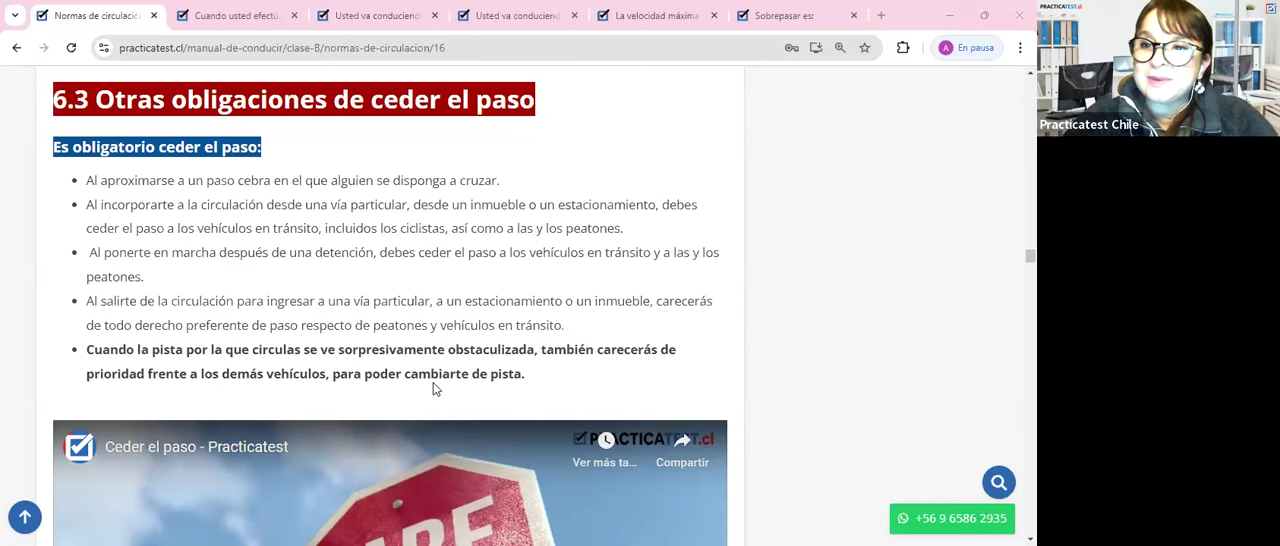 Normas de circulació
Cuando usted efectú
Usted va conduciend
Usted va conduciend
La velocidad máxima
Sobrepasar es:
practicatest.cl/manual-de-conducir/clase-B/normas-de-circulacion/16
A
En pausa
PRACTICATEST.cl
Practicatest Chile
6.3 Otras obligaciones de ceder el paso
Es obligatorio ceder el paso:
Al aproximarse a un paso cebra en el que alguien se disponga a cruzar.
Al incorporarte a la circulación desde una vía particular, desde un inmueble o un estacionamiento, debes
ceder el paso a los vehículos en tránsito, incluidos los ciclistas, así como a las y los peatones.
Al ponerte en marcha después de una detención, debes ceder el paso a los vehículos en tránsito y a las y los
peatones.
Al salirte de la circulación para ingresar a una vía particular, a un estacionamiento o un inmueble, carecerás
de todo derecho preferente de paso respecto de peatones y vehículos en tránsito.
Cuando la pista por la que circulas se ve sorpresivamente obstaculizada, también carecerás de
prioridad frente a los demás vehículos, para poder cambiarte de pista.
Ceder el paso - Practicatest
PRACTICATEST.cl
Ver más ta...
Compartir
PARE
+56 9 6586 2935